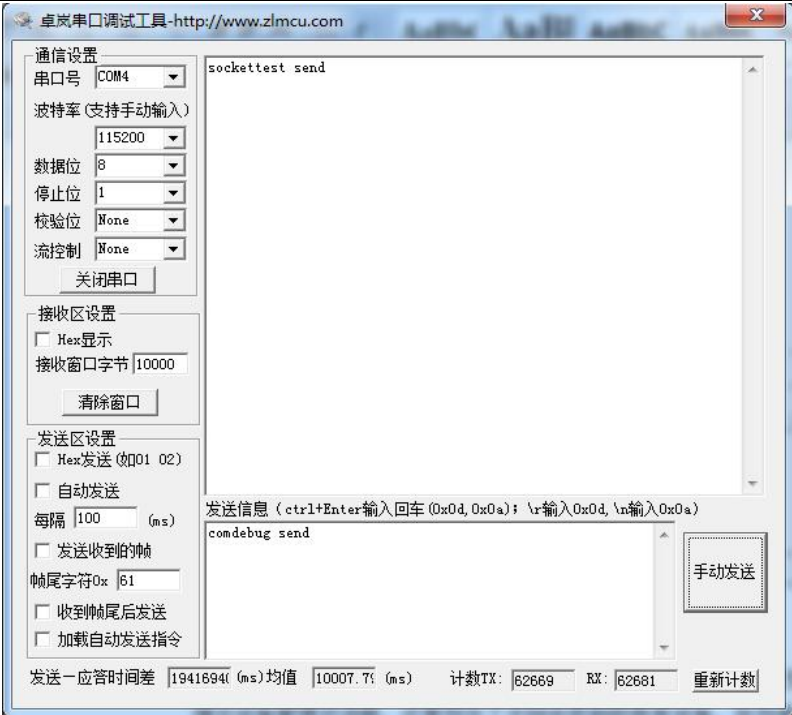 卓岚串口调试工具-http://www.zlmcu.com
通信设置
串口号 COM4
波特率(支持手动输入)
115200
数据位 8
停止位 1
校验位 None
流控制 None
关闭串口
接收区设置
Hex显示
接收窗口字节 10000
清除窗口
发送区设置
Hex发送(如01 02)
自动发送
每隔 100 (ms)
发送收到的帧
帧尾字符0x 61
收到帧尾后发送
加载自动发送指令
sockettest send
发送信息(ctrl+Enter输入回车(0x0d,0x0a); \r输入0x0d,\n输入0x0a)
comdebug send
手动发送
发送—应答时间差 1941694 (ms)均值 10007.7 (ms) 计数TX: 62669 RX: 62681 重新计数